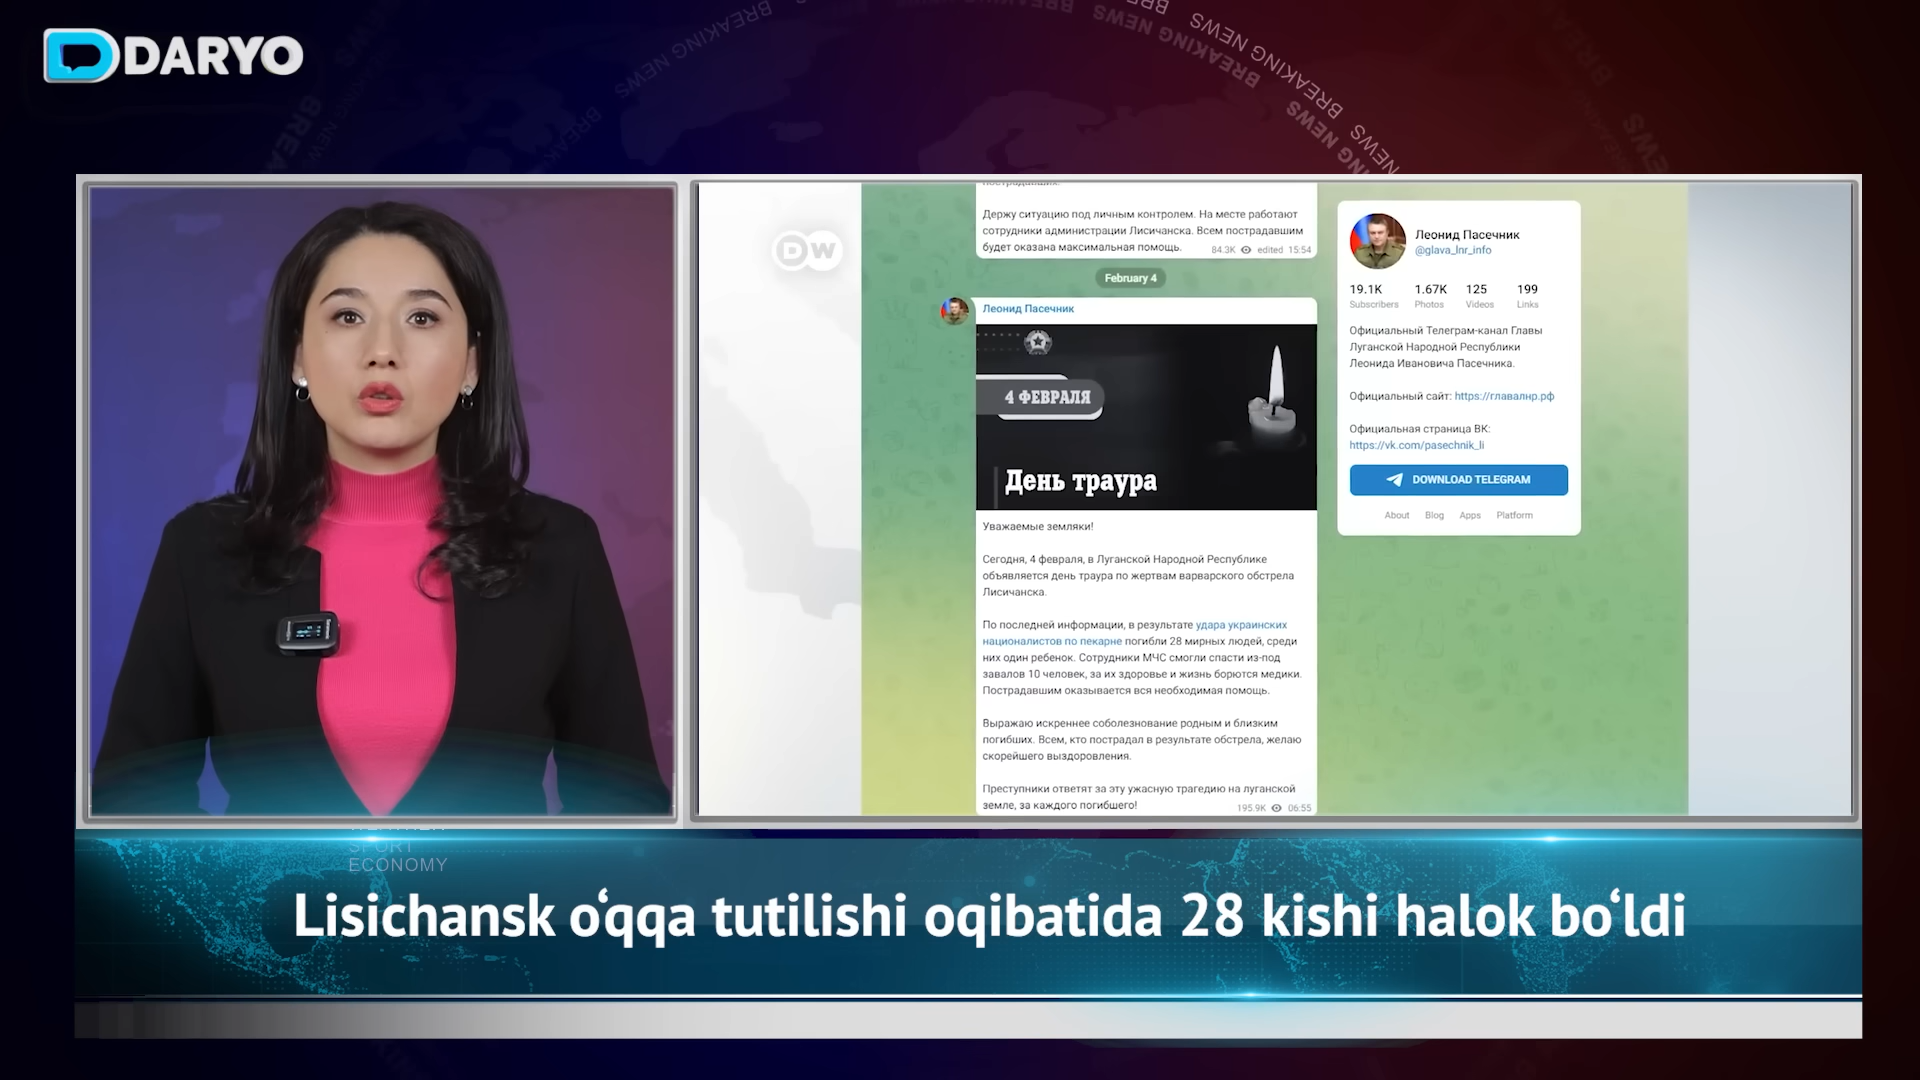 DARYO
BREAKING NEWS
BREAKING NEWS
BREAKING NEWS
DW
Держу ситуацию под личным контролем. На месте работают
сотрудники администрации Лисичанска. Всем пострадавшим
будет оказана максимальная помощь.
84.3K edited 15:54
February 4
Леонид Пасечник
4 ФЕВРАЛЯ
День траура
Уважаемые земляки!
Сегодня, 4 февраля, в Луганской Народной Республике
объявляется день траура по жертвам варварского обстрела
Лисичанска.
По последней информации, в результате удара украинских
националистов по пекарне погибли 28 мирных людей, среди
них один ребенок. Сотрудники МЧС смогли спасти из-под
завалов 10 человек, за их здоровье и жизнь борются медики.
Пострадавшим оказывается вся необходимая помощь.
Выражаю искреннее соболезнование родным и близким
погибших. Всем, кто пострадал в результате обстрела, желаю
скорейшего выздоровления.
Преступники ответят за эту ужасную трагедию на луганской
земле, за каждого погибшего!
195.9K 06:55
Леонид Пасечник
@glava_lnr_info
19.1K 1.67K 125 199
Subscribers Photos Videos Links
Официальный Телеграм-канал Главы
Луганской Народной Республики
Леонида Ивановича Пасечника.
Официальный сайт: https://главалнр.рф
Официальная страница ВК:
https://vk.com/pasechnik_li
DOWNLOAD TELEGRAM
About Blog Apps Platform
SPORT
ECONOMY
Lisichansk oʻqqa tutilishi oqibatida 28 kishi halok boʻldi